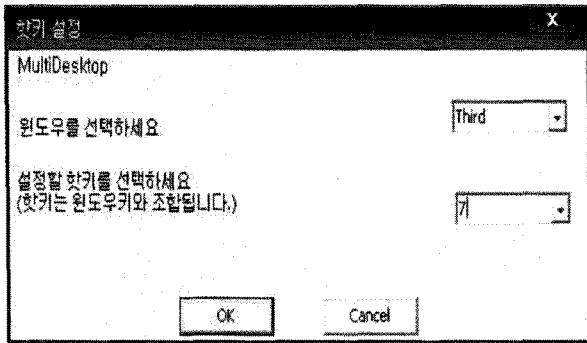 핫키 설정
X
MultiDesktop
윈도우를 선택하세요
Third
설정할 핫키를 선택하세요
(핫키는 윈도우키와 조합됩니다.)
7
OK
Cancel